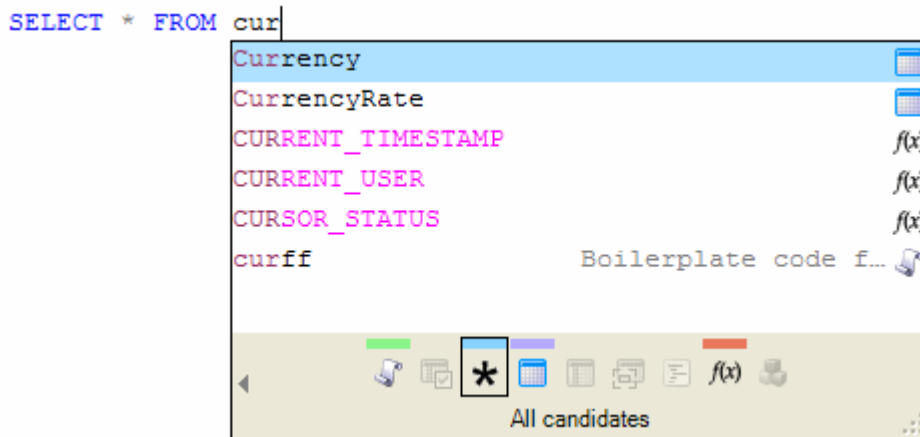 SELECT * FROM cur
Currency
CurrencyRate
CURRENT_TIMESTAMP f(x)
CURRENT_USER f(x)
CURSOR_STATUS f(x)
curff Boilerplate code f…
* f(x)
All candidates